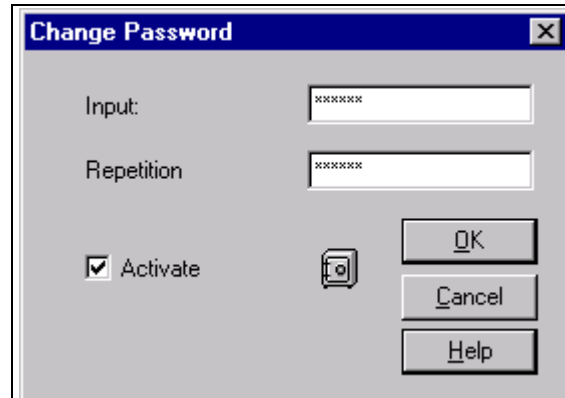 Change Password
Input: ******
Repetition ******
Activate
OK
Cancel
Help